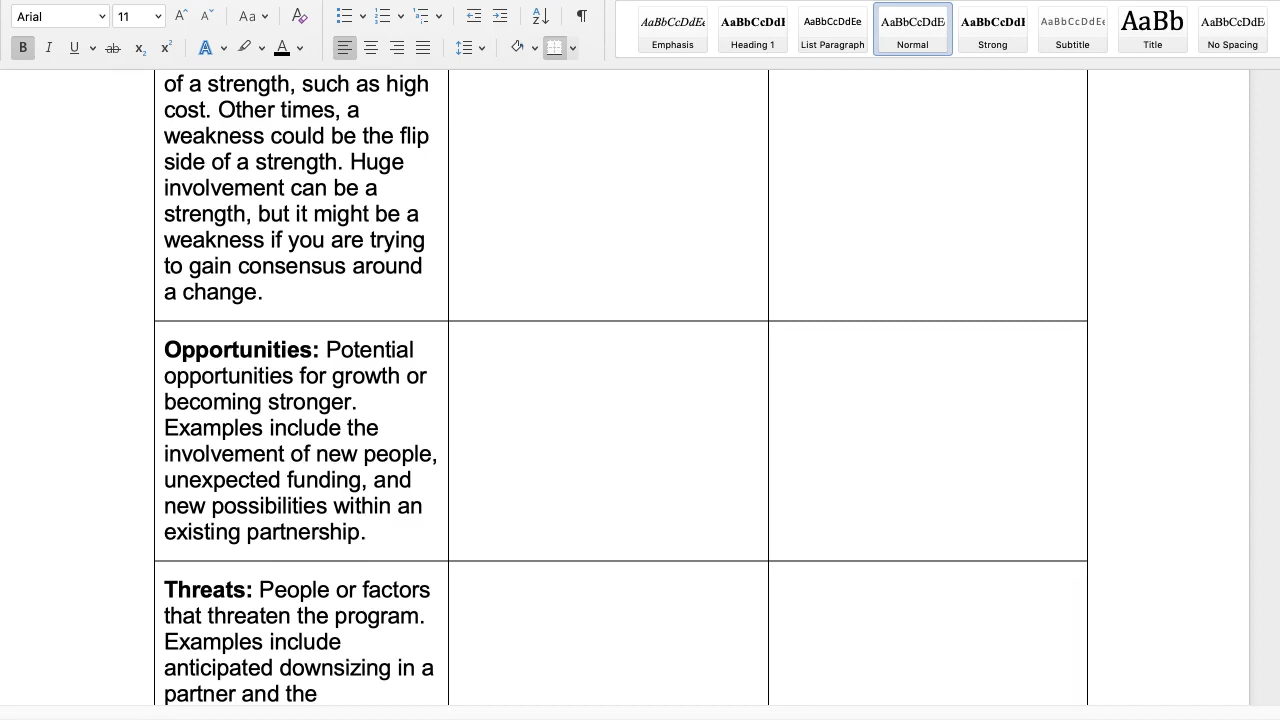 Arial 11 Aa
AaBbCcDdEe AaBbCcDdI AaBbCcDdEe AaBbCcDdE AaBbCcDdI AaBbCcDdEe AaBb AaBbCcDdE
Emphasis Heading 1 List Paragraph Normal Strong Subtitle Title No Spacing
B I U ab x₂ x² A A
of a strength, such as high
cost. Other times, a
weakness could be the flip
side of a strength. Huge
involvement can be a
strength, but it might be a
weakness if you are trying
to gain consensus around
a change.
Opportunities: Potential
opportunities for growth or
becoming stronger.
Examples include the
involvement of new people,
unexpected funding, and
new possibilities within an
existing partnership.
Threats: People or factors
that threaten the program.
Examples include
anticipated downsizing in a
partner and the